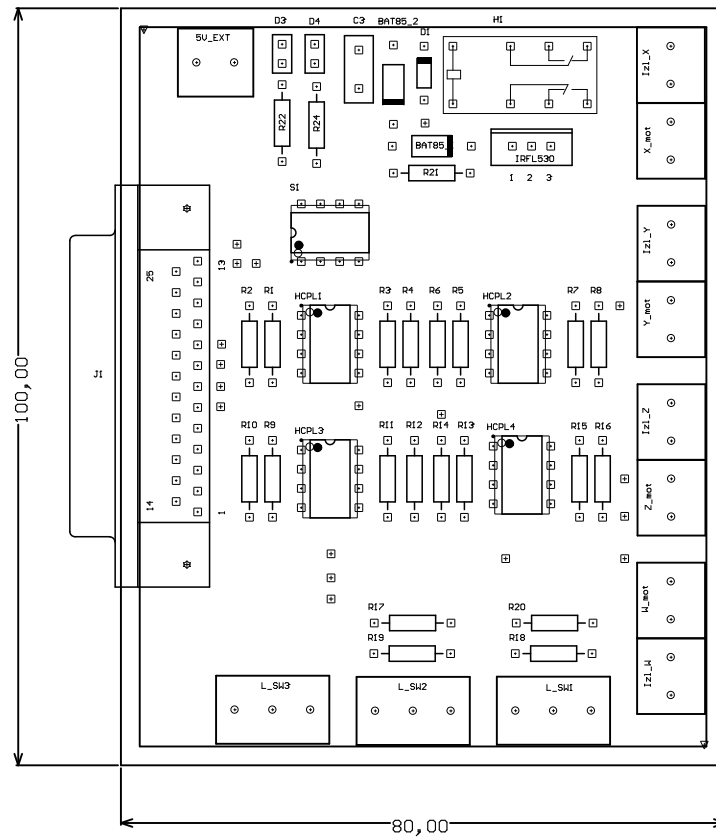 D3 D4 C3 BAT85_2 H1
D1
5V_EXT
Izl_X
R22 R24
X_mot
BAT85_
IRFL530
R21
1 2 3
S1
Izl_Y
25 13
R2 R1 HCPL1 R3 R4 R6 R5 HCPL2 R7 R8
Y_mot
J1
100,00
Izl_Z
R10 R9 HCPL3 R11 R12 R14 R13 HCPL4 R15 R16
Z_mot
14 1
W_mot
R17 R20
R19 R18
Izl_W
L_SW3 L_SW2 L_SW1
80,00